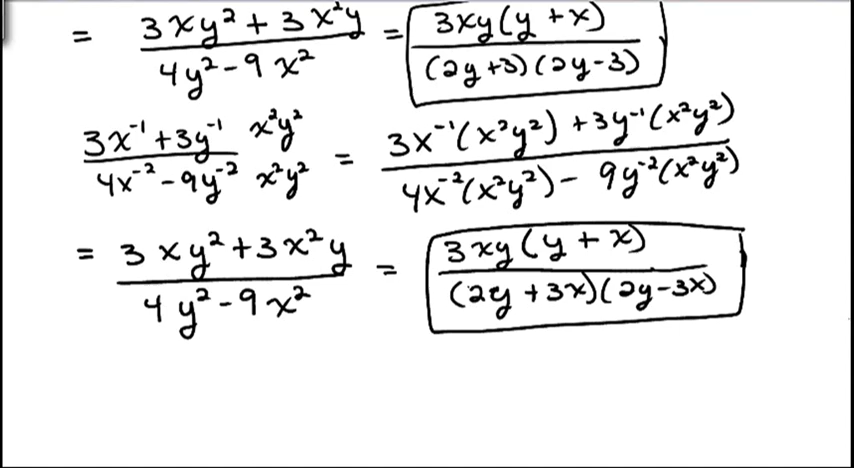 = (3xy² + 3x²y)/(4y² - 9x²) = (3xy(y + x))/((2y + 3)(2y - 3))
(3x⁻¹ + 3y⁻¹)/(4x⁻² - 9y⁻²) x²y²/x²y² = (3x⁻¹(x²y²) + 3y⁻¹(x²y²))/(4x⁻²(x²y²) - 9y⁻²(x²y²))
= (3xy² + 3x²y)/(4y² - 9x²) = (3xy(y + x))/((2y + 3x)(2y - 3x))